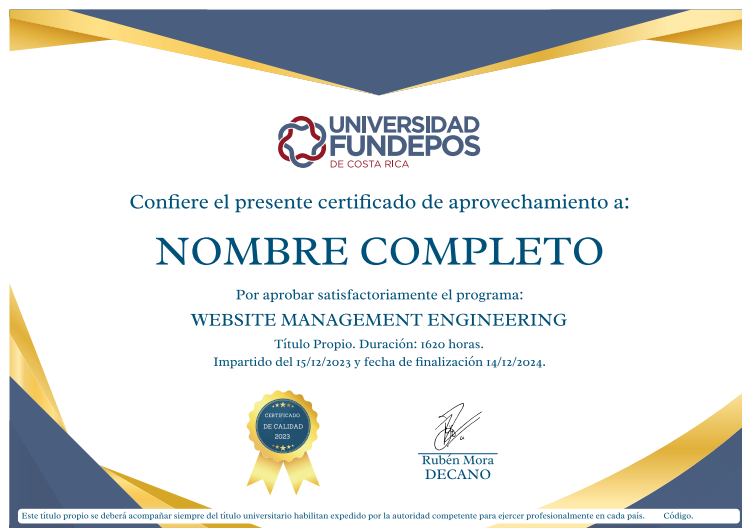 UNIVERSIDAD
FUNDEPOS
DE COSTA RICA
Confiere el presente certificado de aprovechamiento a:
NOMBRE COMPLETO
Por aprobar satisfactoriamente el programa:
WEBSITE MANAGEMENT ENGINEERING
Título Propio. Duración: 1620 horas.
Impartido del 15/12/2023 y fecha de finalización 14/12/2024.
CERTIFICADO
DE CALIDAD
2023
Rubén Mora
DECANO
Este título propio se deberá acompañar siempre del título universitario habilitan expedido por la autoridad competente para ejercer profesionalmente en cada país. Código.